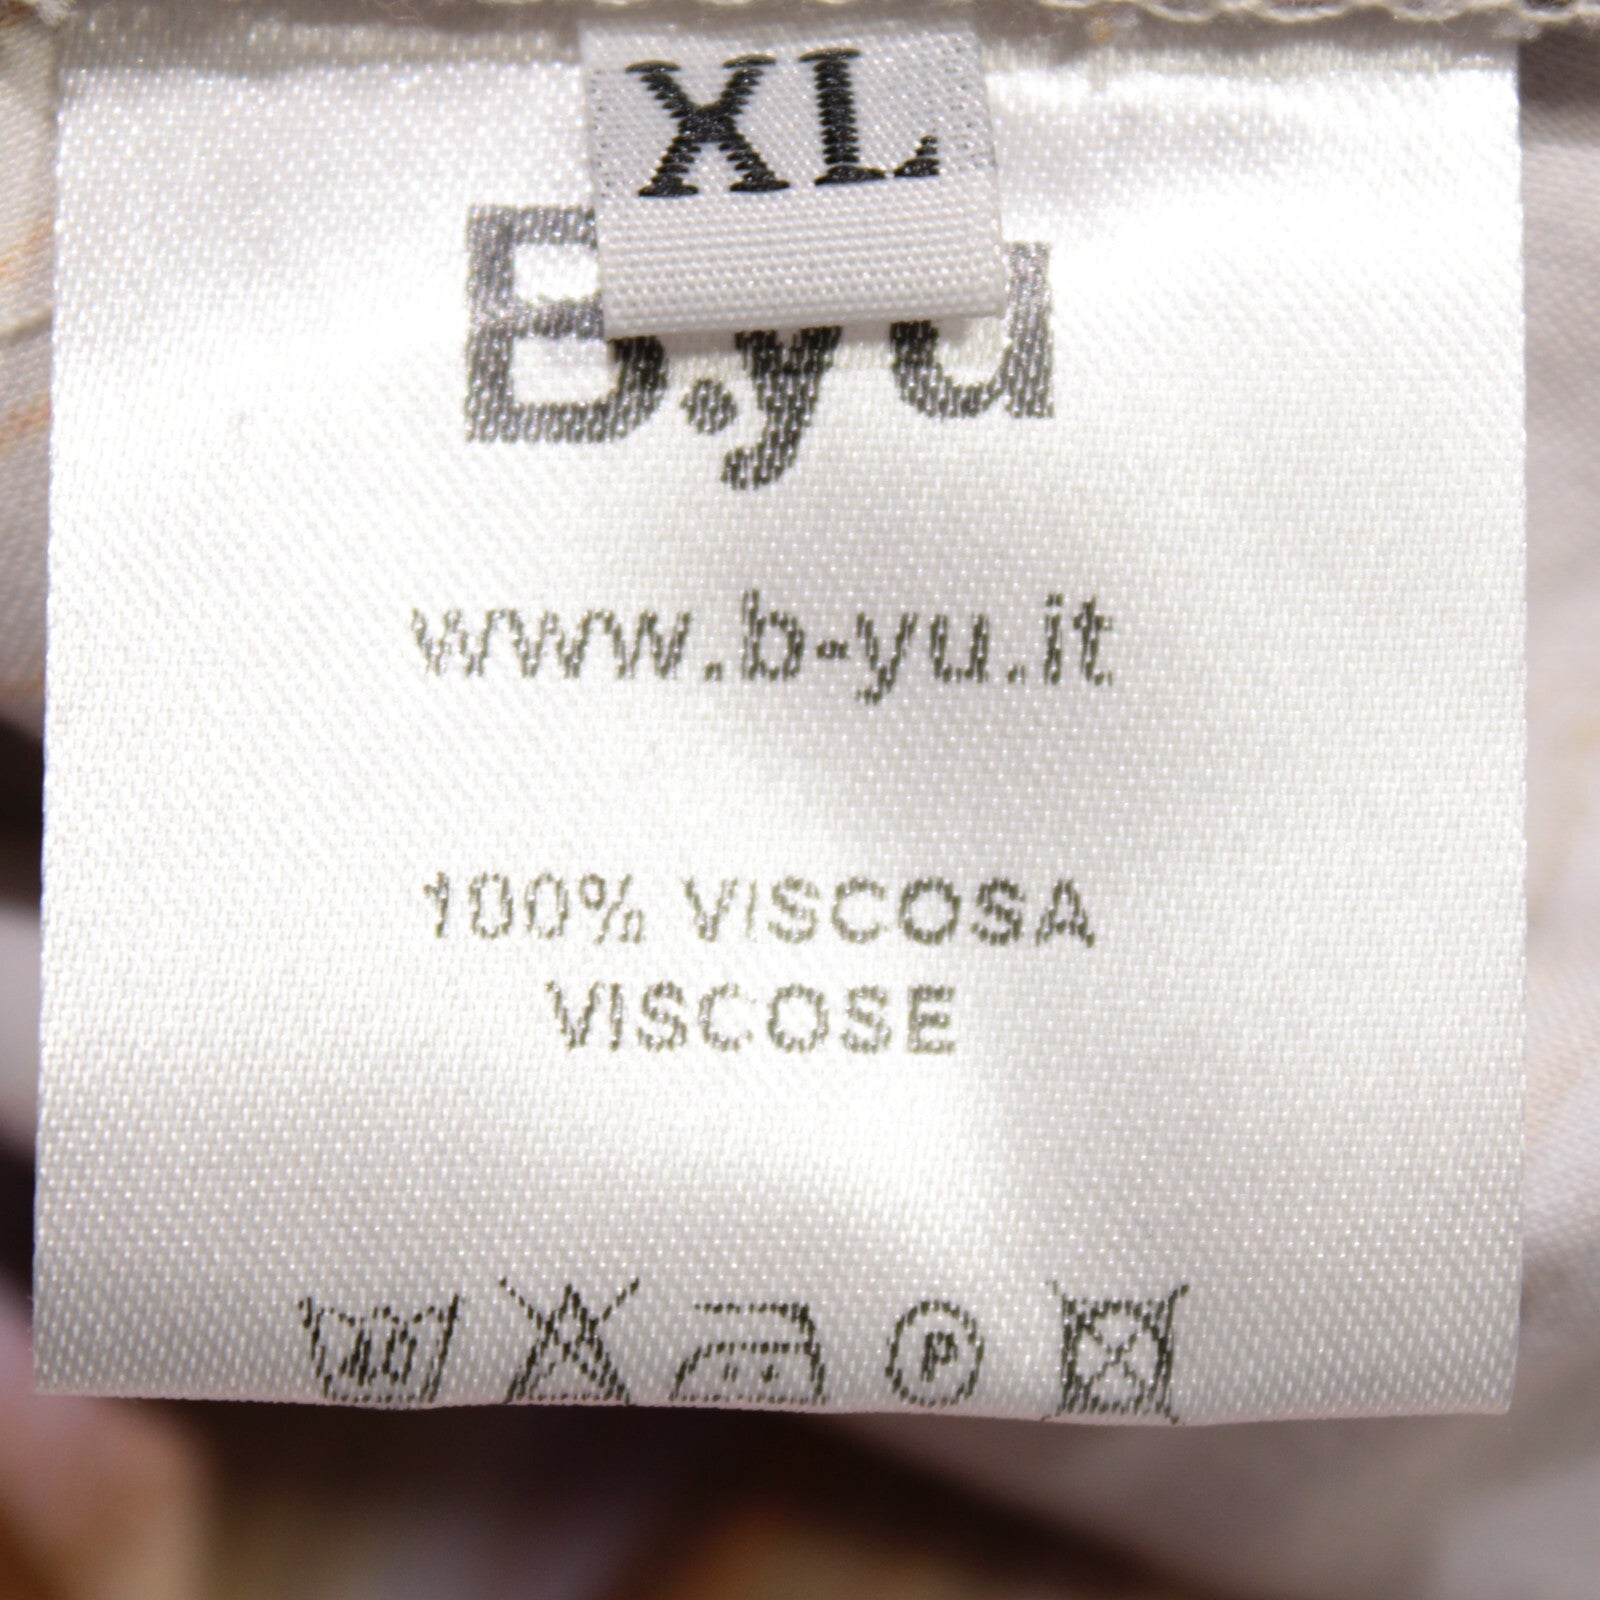 XL
B.yu
www.b-yu.it
100% VISCOSA
VISCOSE
P